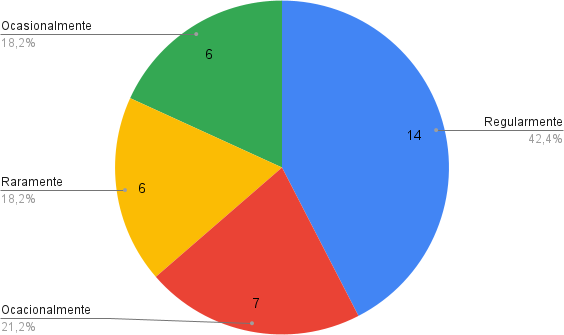 Ocasionalmente
18,2%
6
Regularmente
42,4%
14
Raramente
18,2%
6
Ocacionalmente
21,2%
7